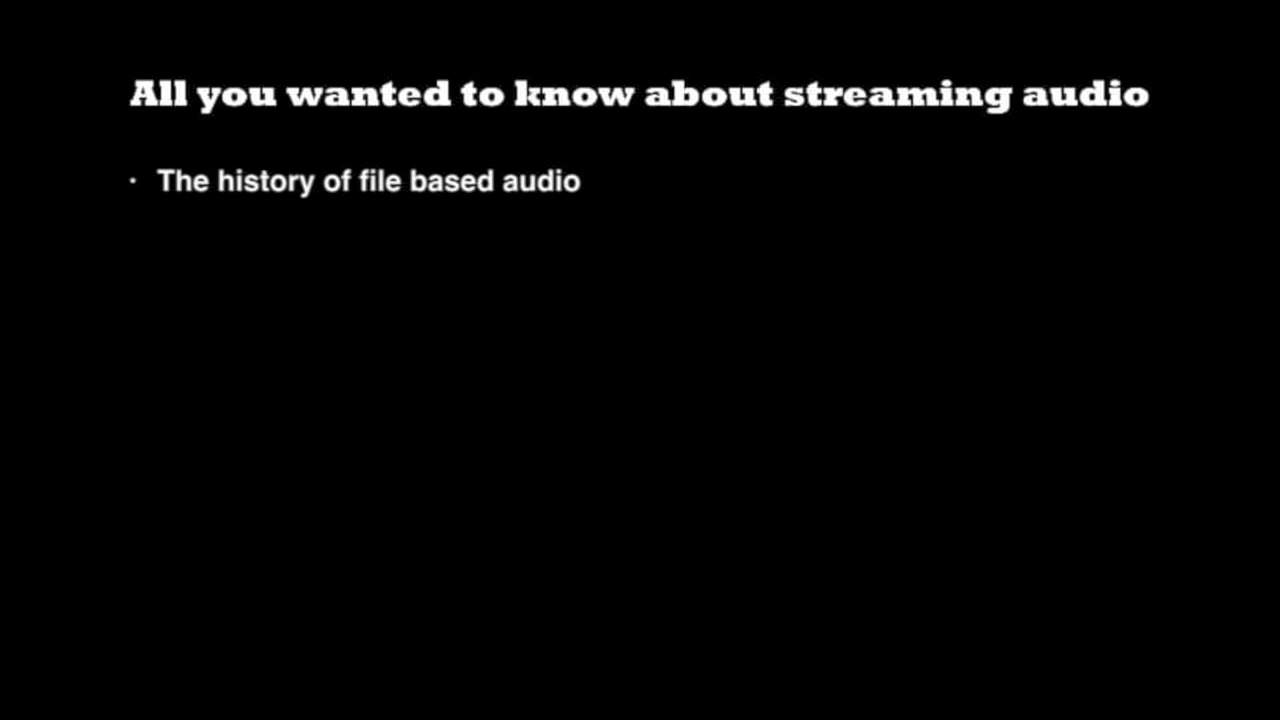 All you wanted to know about streaming audio
· The history of file based audio